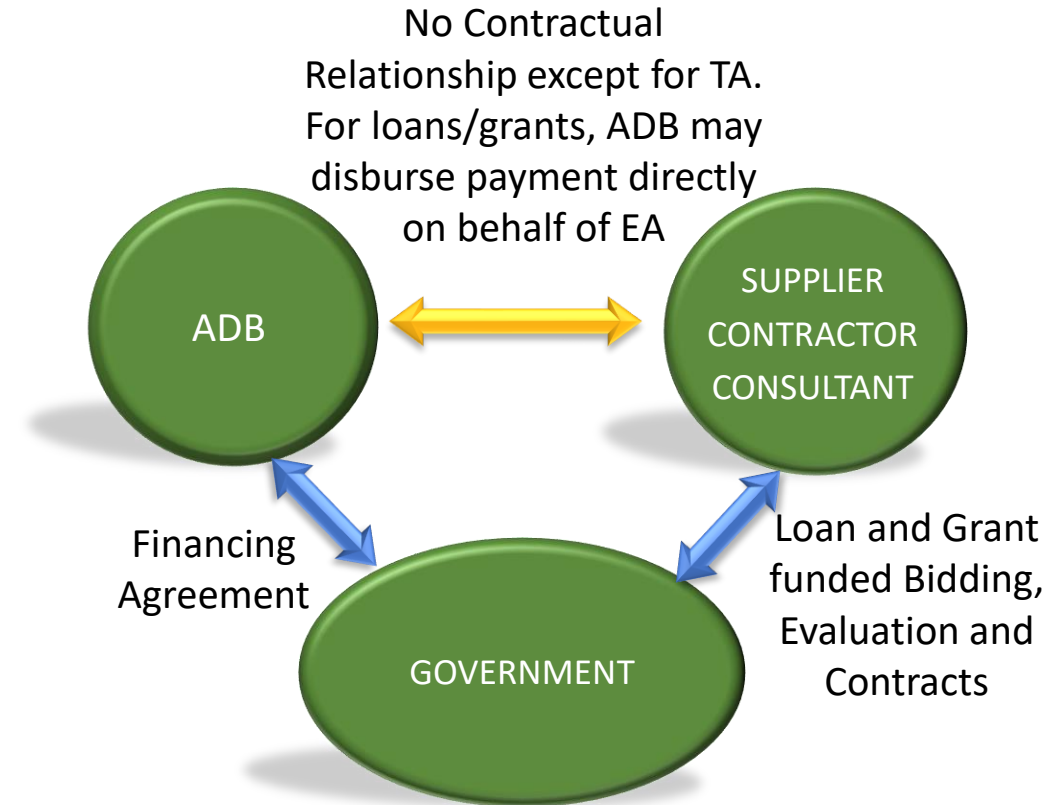 No Contractual
Relationship except for TA.
For loans/grants, ADB may
disburse payment directly
on behalf of EA
ADB
SUPPLIER
CONTRACTOR
CONSULTANT
Financing
Agreement
Loan and Grant
funded Bidding,
Evaluation and
Contracts
GOVERNMENT